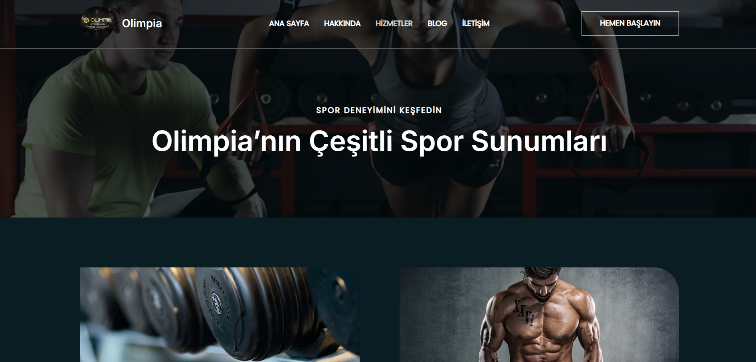 Olimpia
ANA SAYFA HAKKINDA HİZMETLER BLOG İLETİŞİM
HEMEN BAŞLAYIN
SPOR DENEYİMİNİ KEŞFEDİN
Olimpia’nın Çeşitli Spor Sunumları